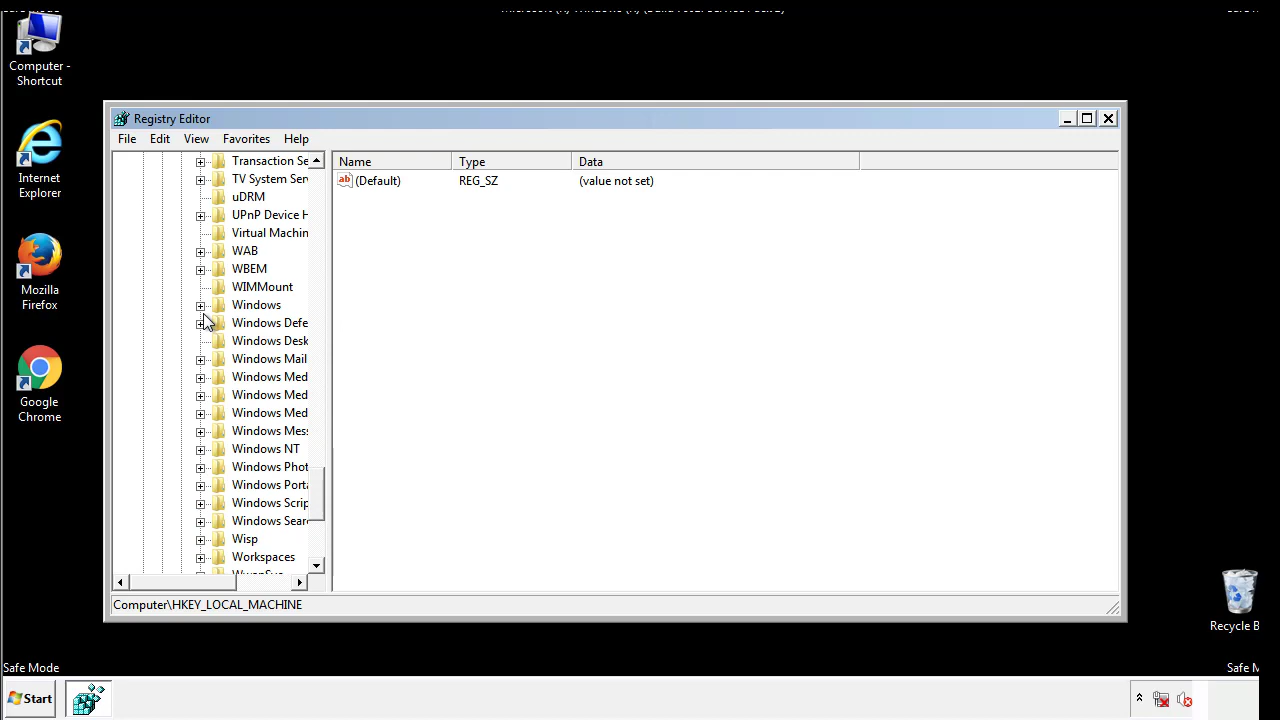 Computer -
Shortcut
Internet
Explorer
Mozilla
Firefox
Google
Chrome
Registry Editor
File Edit View Favorites Help
Transaction Se
TV System Serv
uDRM
UPnP Device H
Virtual Machin
WAB
WBEM
WIMMount
Windows
Windows Defe
Windows Desk
Windows Mail
Windows Med
Windows Med
Windows Med
Windows Mess
Windows NT
Windows Phot
Windows Porta
Windows Scrip
Windows Sear
Wisp
Workspaces
Name Type Data
ab (Default) REG_SZ (value not set)
Computer\HKEY_LOCAL_MACHINE
Recycle B
Safe Mode
Safe M
Start